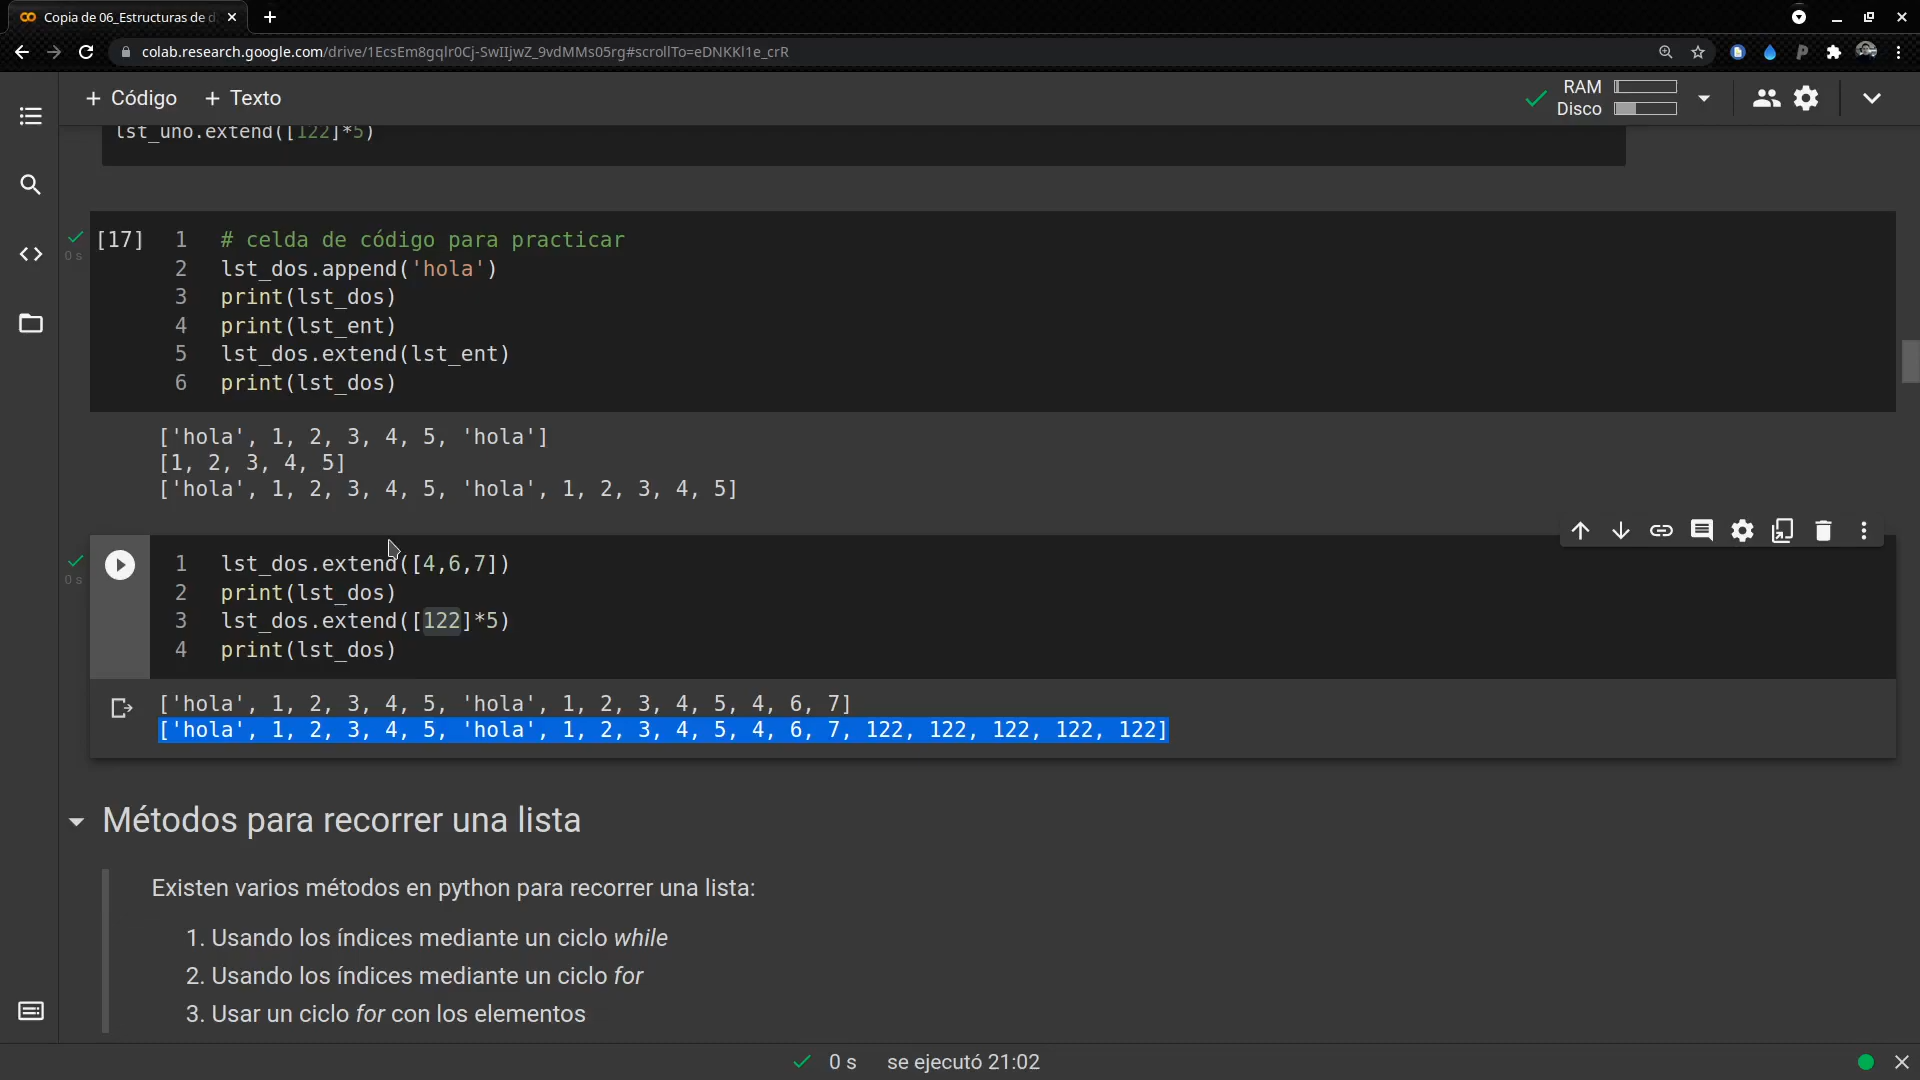 Copia de 06_Estructuras de d
colab.research.google.com/drive/1EcsEm8gqlr0Cj-SwIIjwZ_9vdMMs05rg#scrollTo=eDNKKl1e_crR
+ Código + Texto
RAM
Disco
lst_uno.extend([122]*5)
[17] 1 # celda de código para practicar
2 lst_dos.append('hola')
3 print(lst_dos)
4 print(lst_ent)
5 lst_dos.extend(lst_ent)
6 print(lst_dos)
0 s
['hola', 1, 2, 3, 4, 5, 'hola']
[1, 2, 3, 4, 5]
['hola', 1, 2, 3, 4, 5, 'hola', 1, 2, 3, 4, 5]
1 lst_dos.extend([4,6,7])
0 s
2 print(lst_dos)
3 lst_dos.extend([122]*5)
4 print(lst_dos)
['hola', 1, 2, 3, 4, 5, 'hola', 1, 2, 3, 4, 5, 4, 6, 7]
['hola', 1, 2, 3, 4, 5, 'hola', 1, 2, 3, 4, 5, 4, 6, 7, 122, 122, 122, 122, 122]
Métodos para recorrer una lista
Existen varios métodos en python para recorrer una lista:
1. Usando los índices mediante un ciclo while
2. Usando los índices mediante un ciclo for
3. Usar un ciclo for con los elementos
0 s se ejecutó 21:02